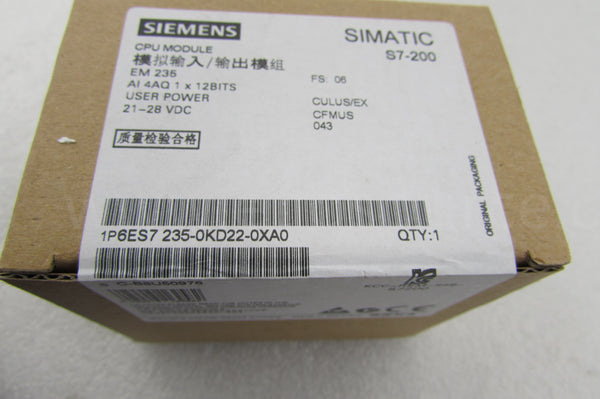 SIEMENS
SIMATIC
S7-200
CPU MODULE
模拟输入/输出模组
EM 235
AI 4AQ 1 x 12BITS
USER POWER
21-28 VDC
FS: 06
CULUS/EX
CFMUS
043
质量检验合格
ORIGINAL PACKAGING
1P6ES7 235-0KD22-0XA0
QTY:1
S C-B8U50976